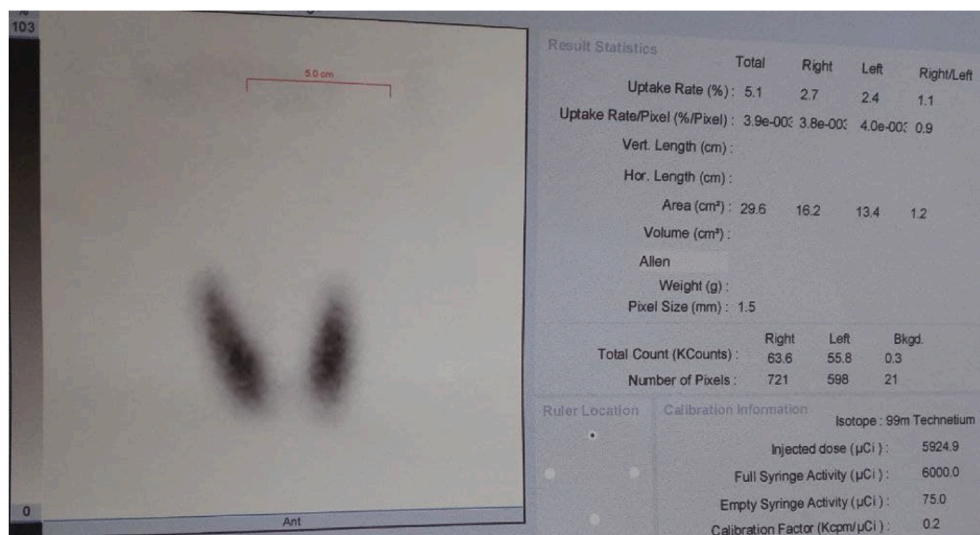 103
5.0 cm
0
Ant
Result Statistics
Total Right Left Right/Left
Uptake Rate (%) : 5.1 2.7 2.4 1.1
Uptake Rate/Pixel (%/Pixel) : 3.9e-003 3.8e-003 4.0e-003 0.9
Vert. Length (cm) :
Hor. Length (cm) :
Area (cm²) : 29.6 16.2 13.4 1.2
Volume (cm³) :
Allen
Weight (g) :
Pixel Size (mm) : 1.5
Right Left Bkgd.
Total Count (KCounts) : 63.6 55.8 0.3
Number of Pixels : 721 598 21
Ruler Location
Calibration Information
Isotope : 99m Technetium
Injected dose (µCi) : 5924.9
Full Syringe Activity (µCi) : 6000.0
Empty Syringe Activity (µCi) : 75.0
Calibration Factor (Kcpm/µCi) : 0.2